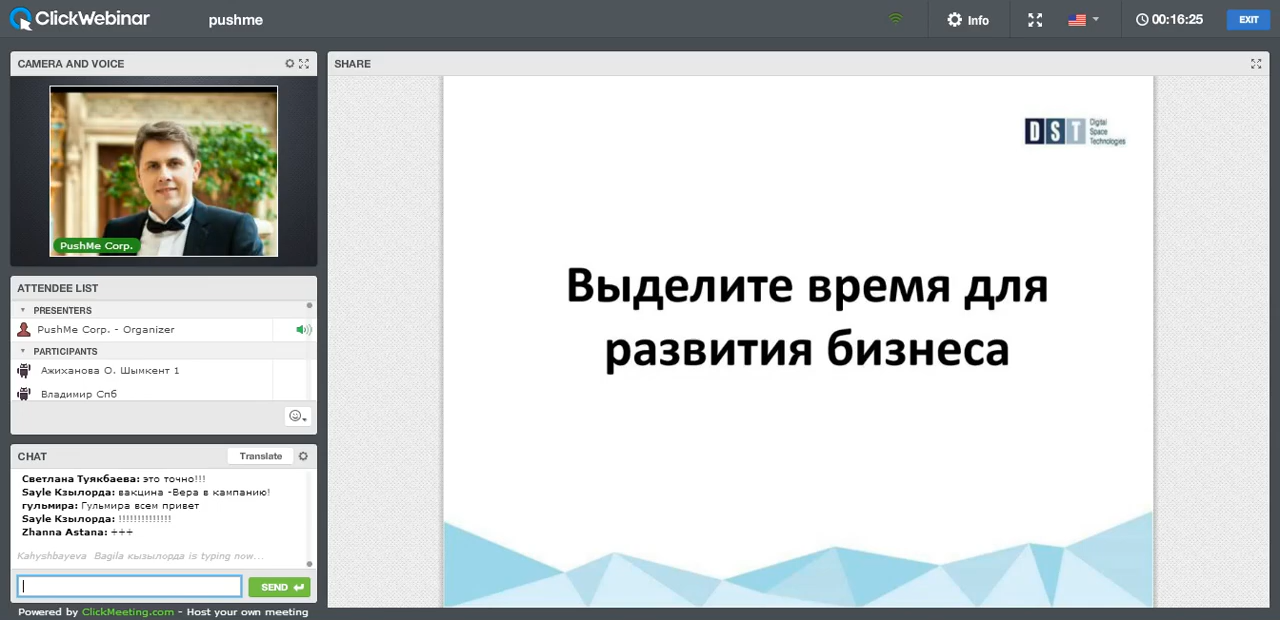 ClickWebinar
pushme
Info
00:16:25
EXIT
CAMERA AND VOICE
PushMe Corp.
ATTENDEE LIST
PRESENTERS
PushMe Corp. - Organizer
PARTICIPANTS
Ажиханова О. Шымкент 1
Владимир Спб
CHAT
Translate
Светлана Туякбаева: это точно!!!
Sayle Кзылорда: вакцина -Вера в кампанию!
гульмира: Гульмира всем привет
Sayle Кзылорда: !!!!!!!!!!!!!!
Zhanna Astana: +++
Kahyshbayeva Bagila кызылорда is typing now...
SEND
Powered by ClickMeeting.com - Host your own meeting
SHARE
DST Digital
Space
Technologies
Выделите время для
развития бизнеса